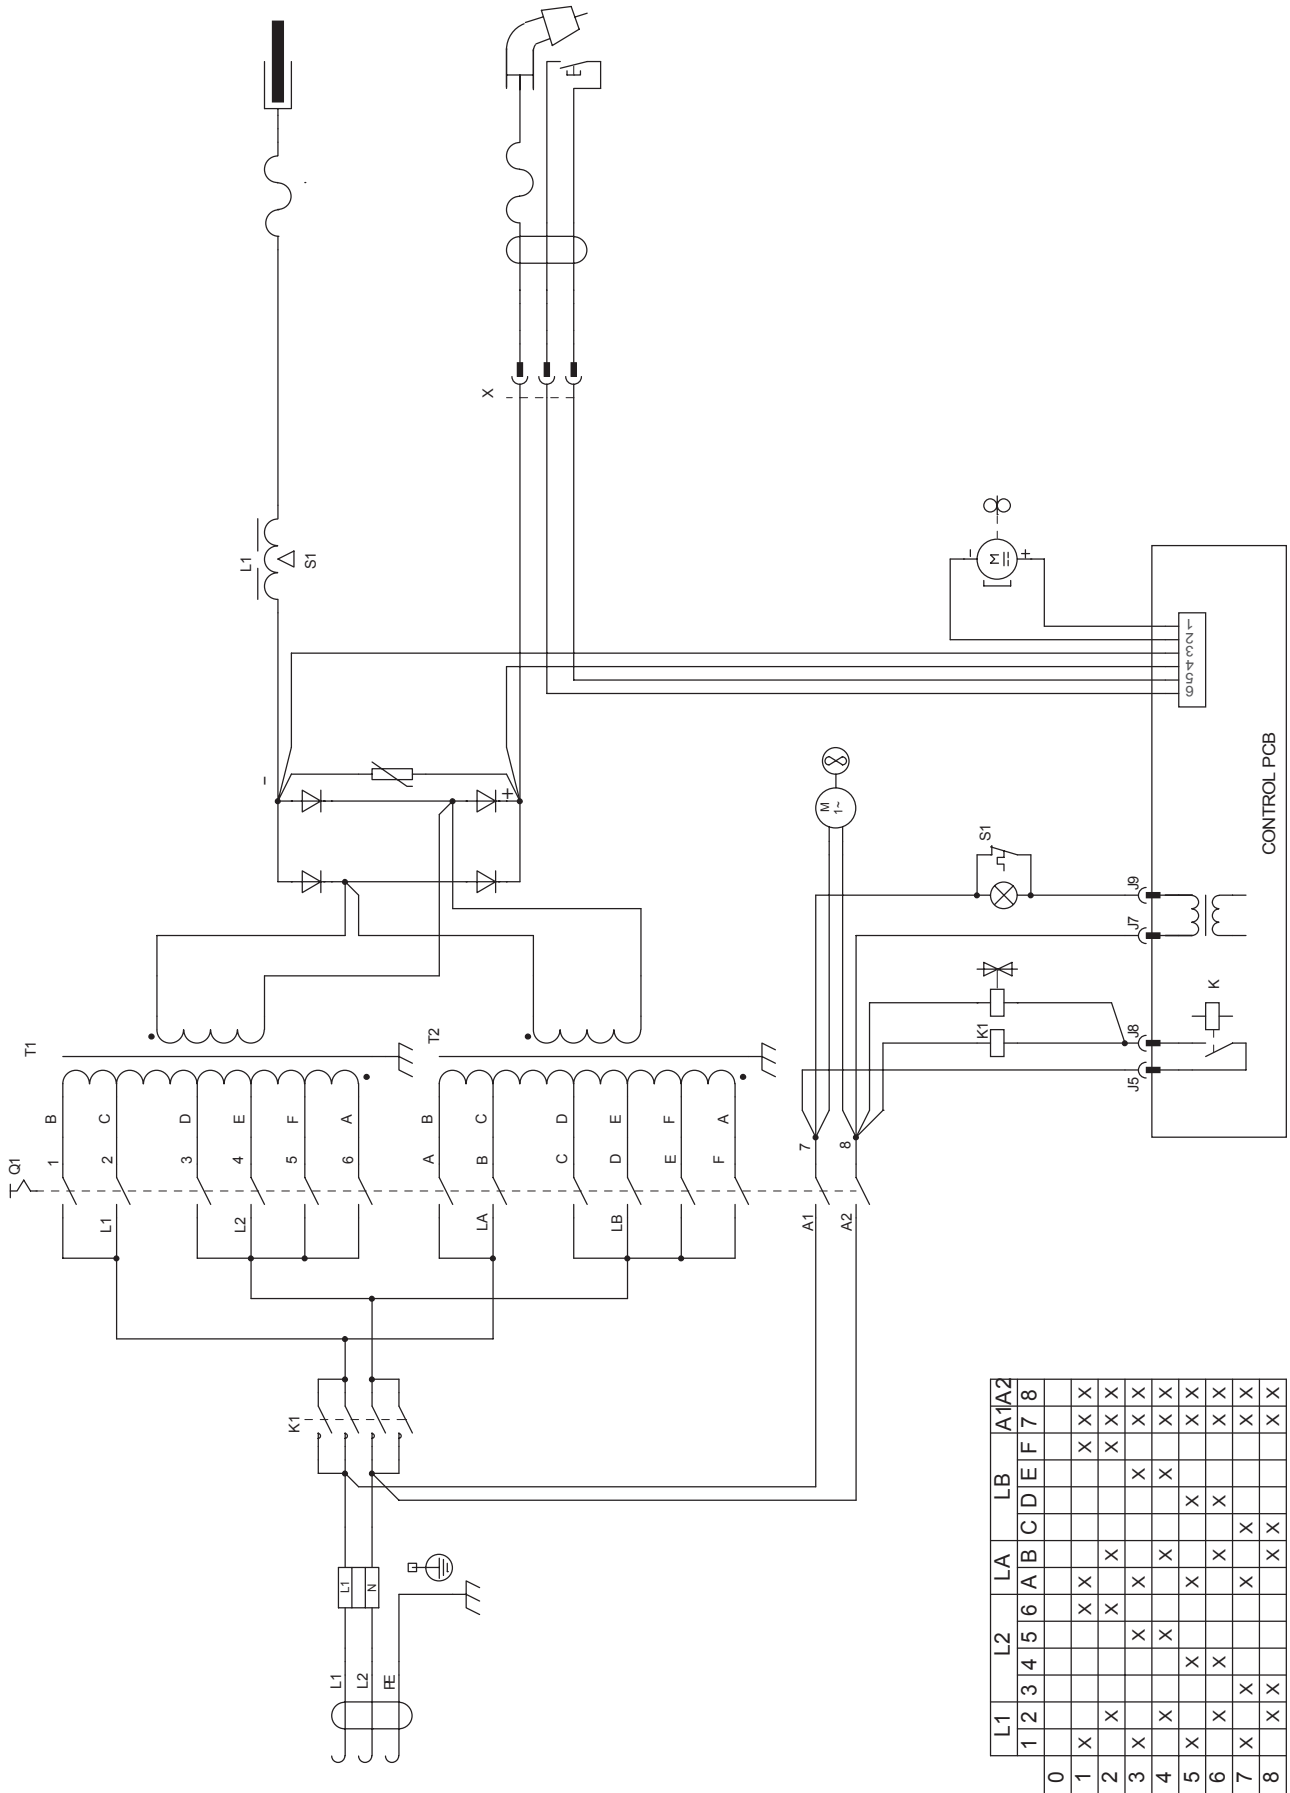 L1
S1
X
-
+
M
-
+
M
1~
S1
1
2
3
4
5
6
CONTROL PCB
J9
J7
J8
J5
K
K1
T1
T2
B
C
D
E
F
A
B
C
D
E
F
A
Q1
1
2
3
4
5
6
A
B
C
D
E
F
7
8
L1
L2
LA
LB
A1
A2
K1
L1
N
L1
L2
PE
L1 L2 LA LB A1 A2
1 2 3 4 5 6 A B C D E F 7 8
0
1 X X X X X X
2 X X X X X X
3 X X X X X X
4 X X X X X X
5 X X X X X X
6 X X X X X X
7 X X X X X X
8 X X X X X X